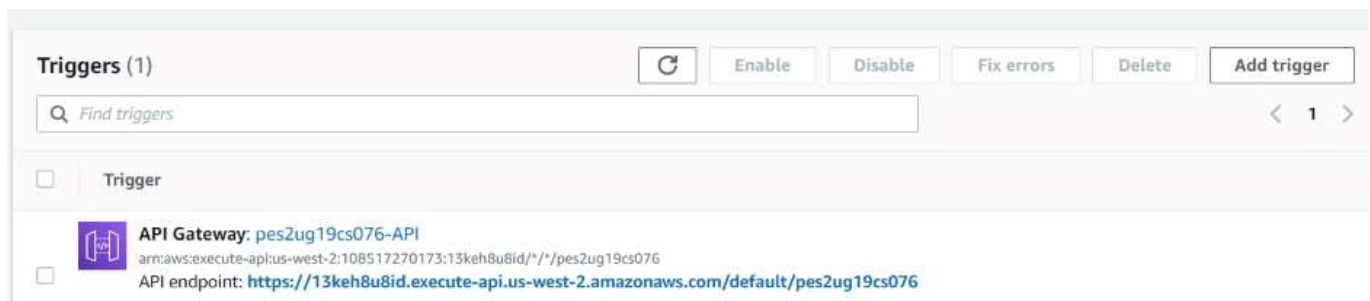 Triggers (1)
Enable
Disable
Fix errors
Delete
Add trigger
Find triggers
1
Trigger
API Gateway: pes2ug19cs076-API
arn:aws:execute-api:us-west-2:108517270173:13keh8u8id/*/*/pes2ug19cs076
API endpoint: https://13keh8u8id.execute-api.us-west-2.amazonaws.com/default/pes2ug19cs076